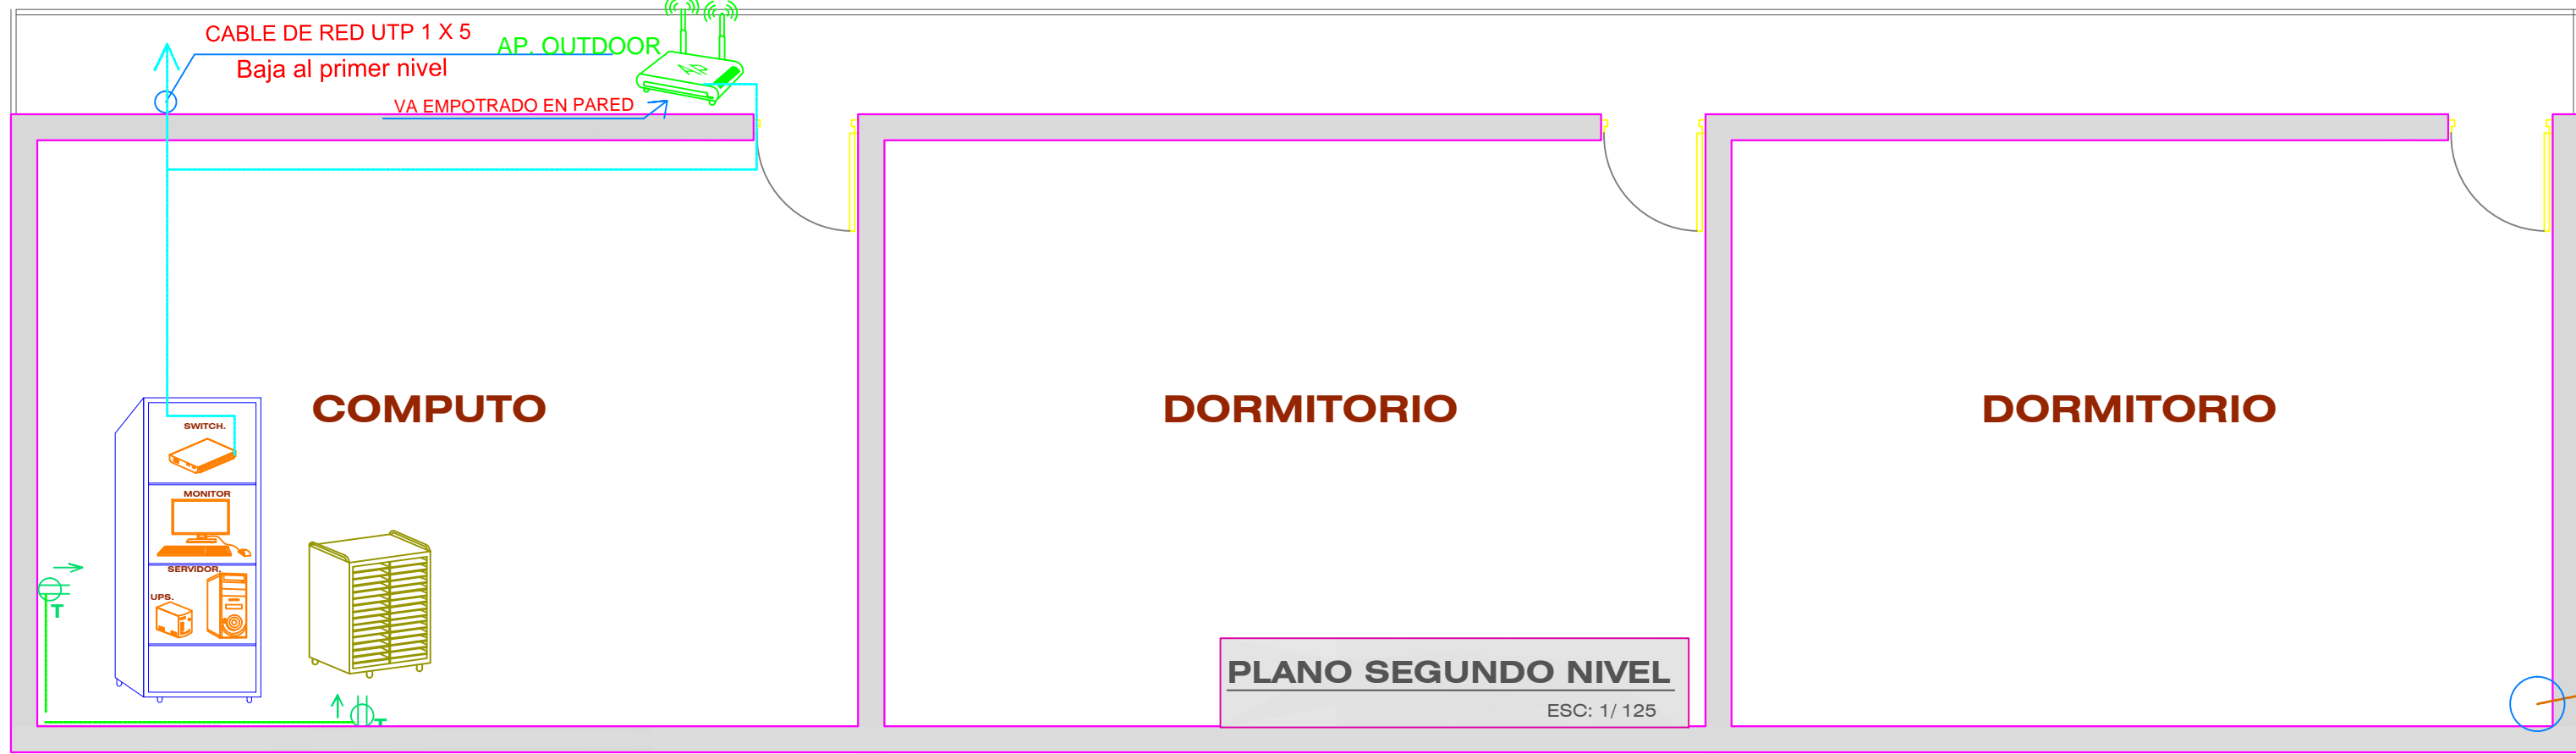 CABLE DE RED UTP 1 X 5
AP. OUTDOOR
Baja al primer nivel
VA EMPOTRADO EN PARED
COMPUTO
DORMITORIO
DORMITORIO
SWITCH.
MONITOR
SERVIDOR.
UPS.
T
T
PLANO SEGUNDO NIVEL
ESC: 1/ 125